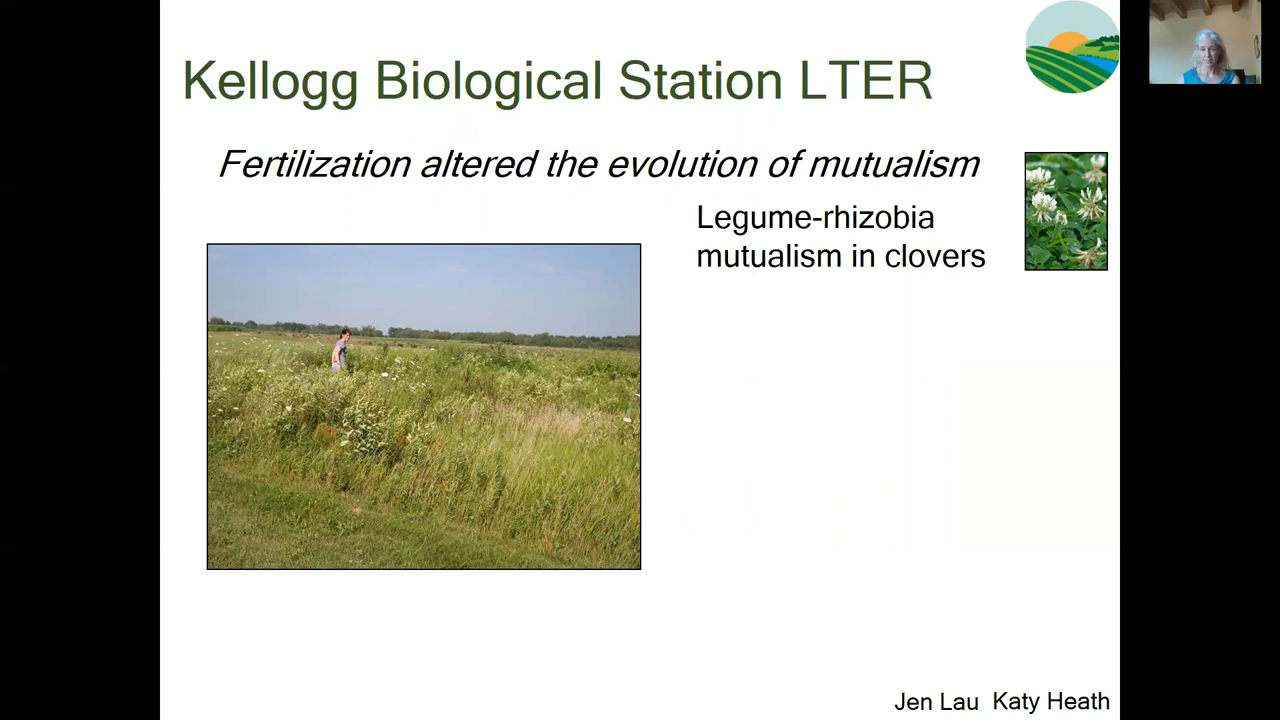 Kellogg Biological Station LTER
Fertilization altered the evolution of mutualism
Legume-rhizobia
mutualism in clovers
Jen Lau Katy Heath